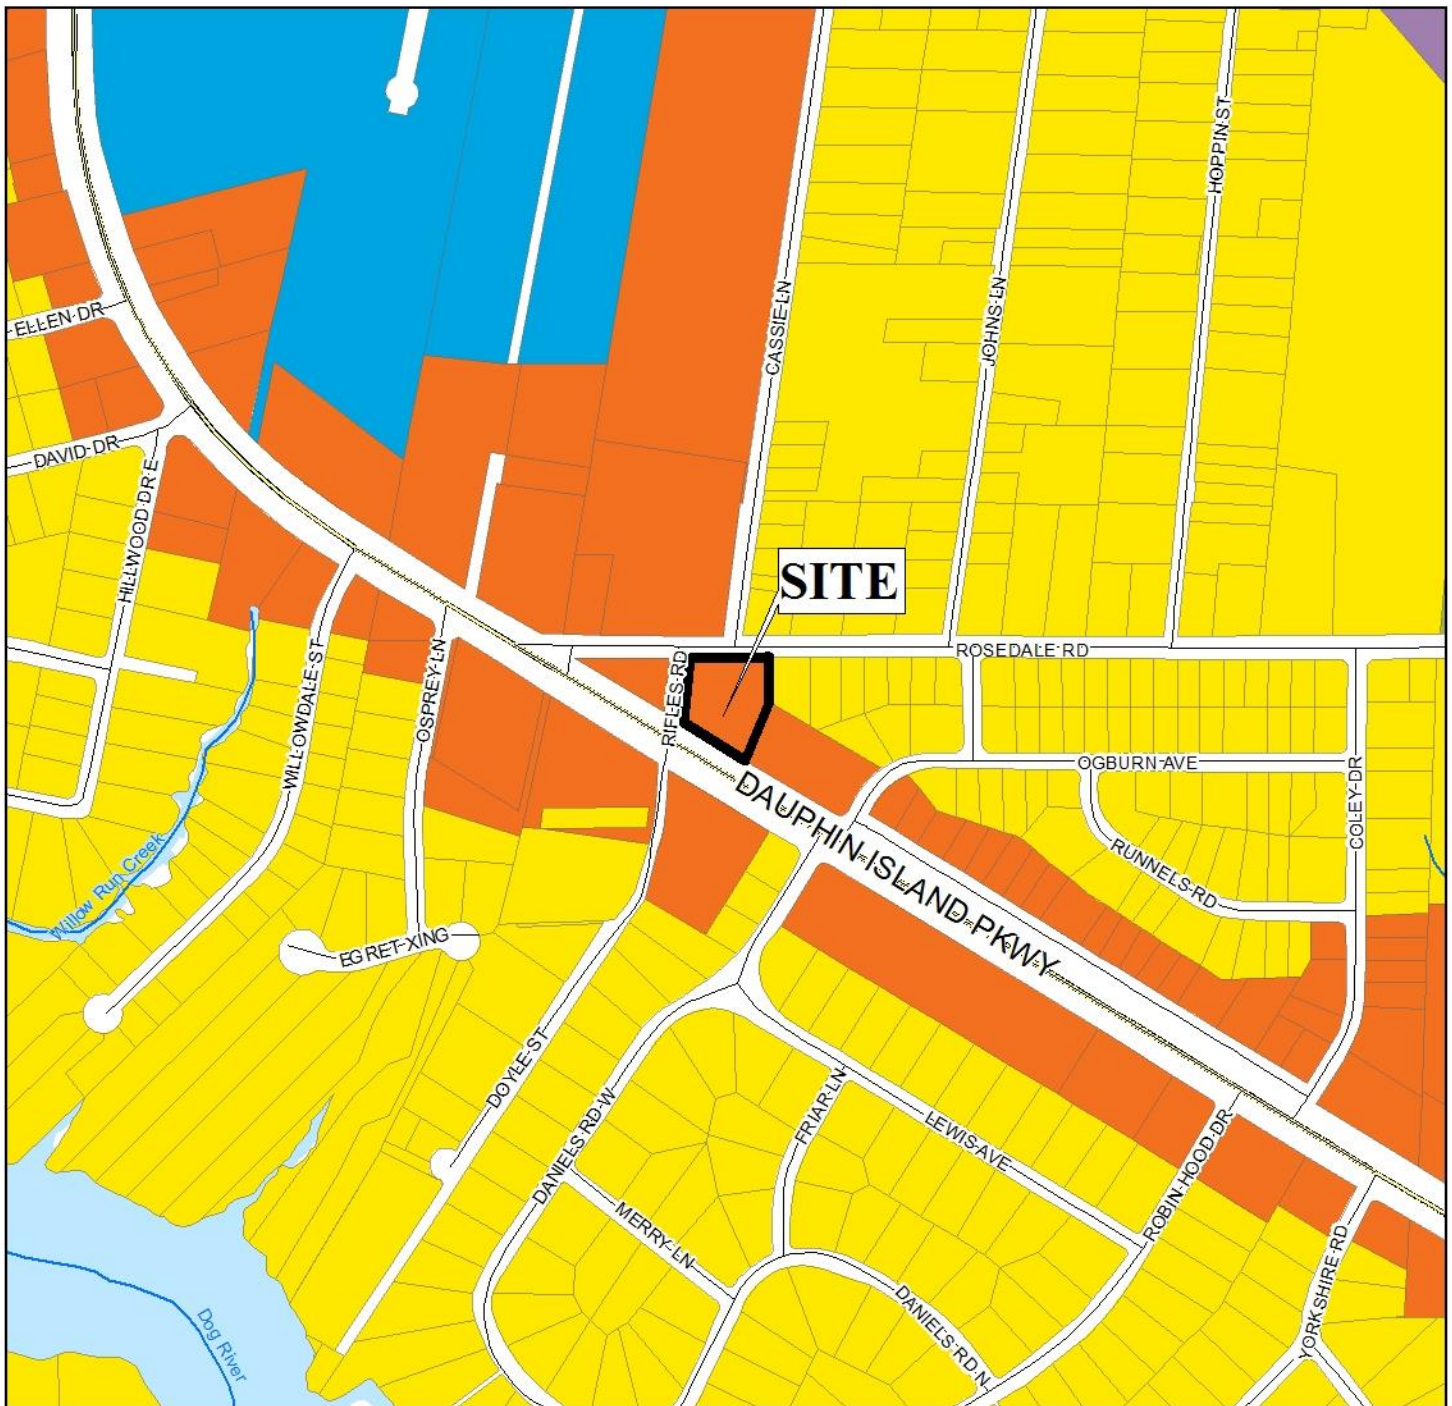 HOPPIN ST
ELLEN DR
CASSIE LN
JOHNS LN
DAVID DR
HILLWOOD DR E
SITE
ROSEDALE RD
RIFLES RD
OSPREY LN
WILLOWDALE ST
OGBURN AVE
COLEY DR
DAUPHIN ISLAND PKWY
RUNNELS RD
Willow Run Creek
EGRET XING
DOYLE ST
DANIELS RD W
FRIAR LN
LEWIS AVE
ROBIN HOOD DR
MERRY LN
YORKSHIRE RD
DANIELS RD N
Dog River